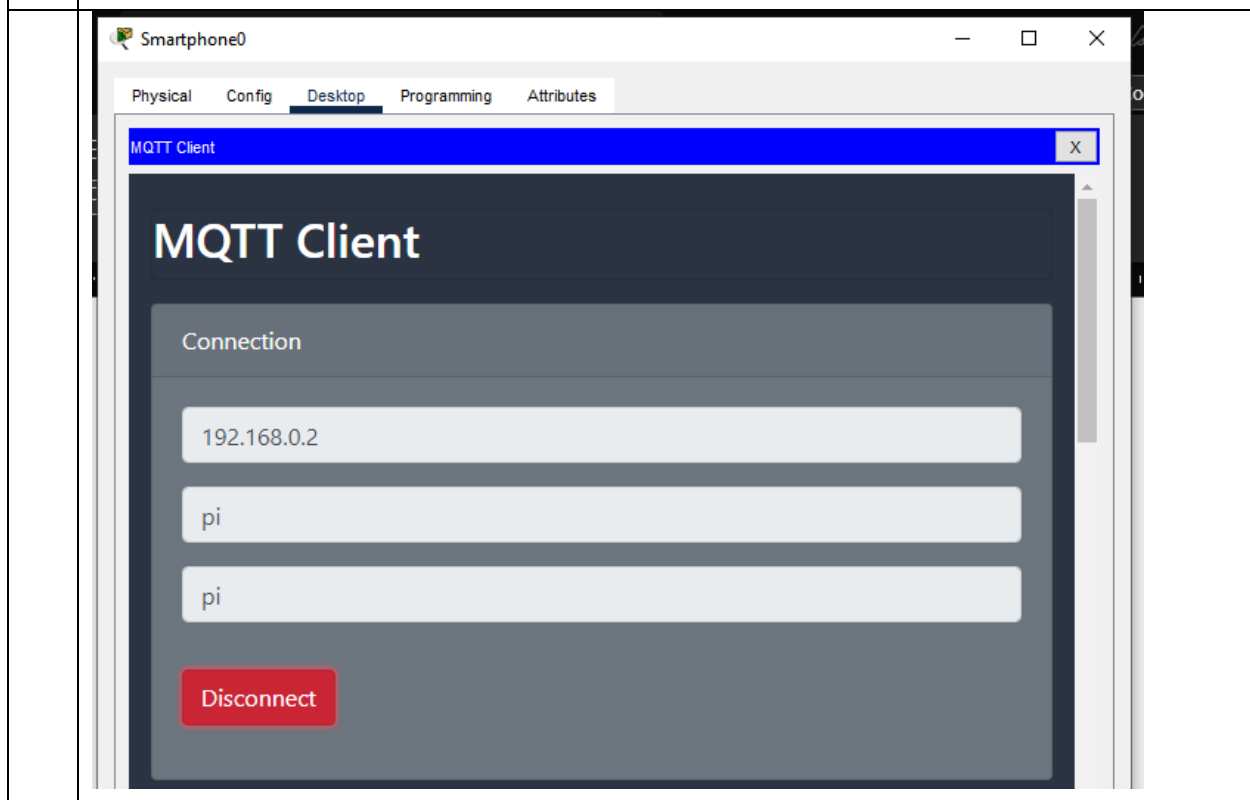 Smartphone0
Physical Config Desktop Programming Attributes
MQTT Client X
MQTT Client
Connection
192.168.0.2
pi
pi
Disconnect